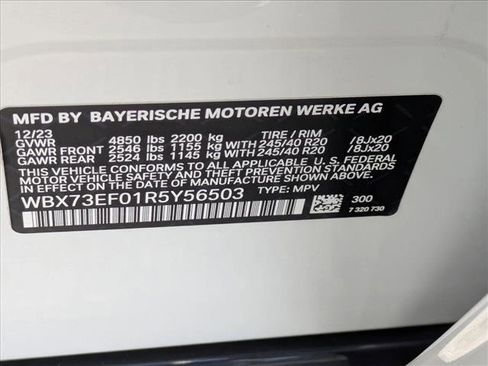 MFD BY BAYERISCHE MOTOREN WERKE AG
12/23
GVWR 4850 lbs 2200 kg TIRE / RIM
GAWR FRONT 2546 lbs 1155 kg WITH 245/40 R20 /8Jx20
GAWR REAR 2524 lbs 1145 kg WITH 245/40 R20 /8Jx20
THIS VEHICLE CONFORMS TO ALL APPLICABLE U.S. FEDERAL
MOTOR VEHICLE SAFETY AND THEFT PREVENTION STANDARDS
IN EFFECT ON THE DATE OF MANUFACTURE SHOWN ABOVE.
WBX73EF01R5Y56503 TYPE: MPV
300
7 320 730